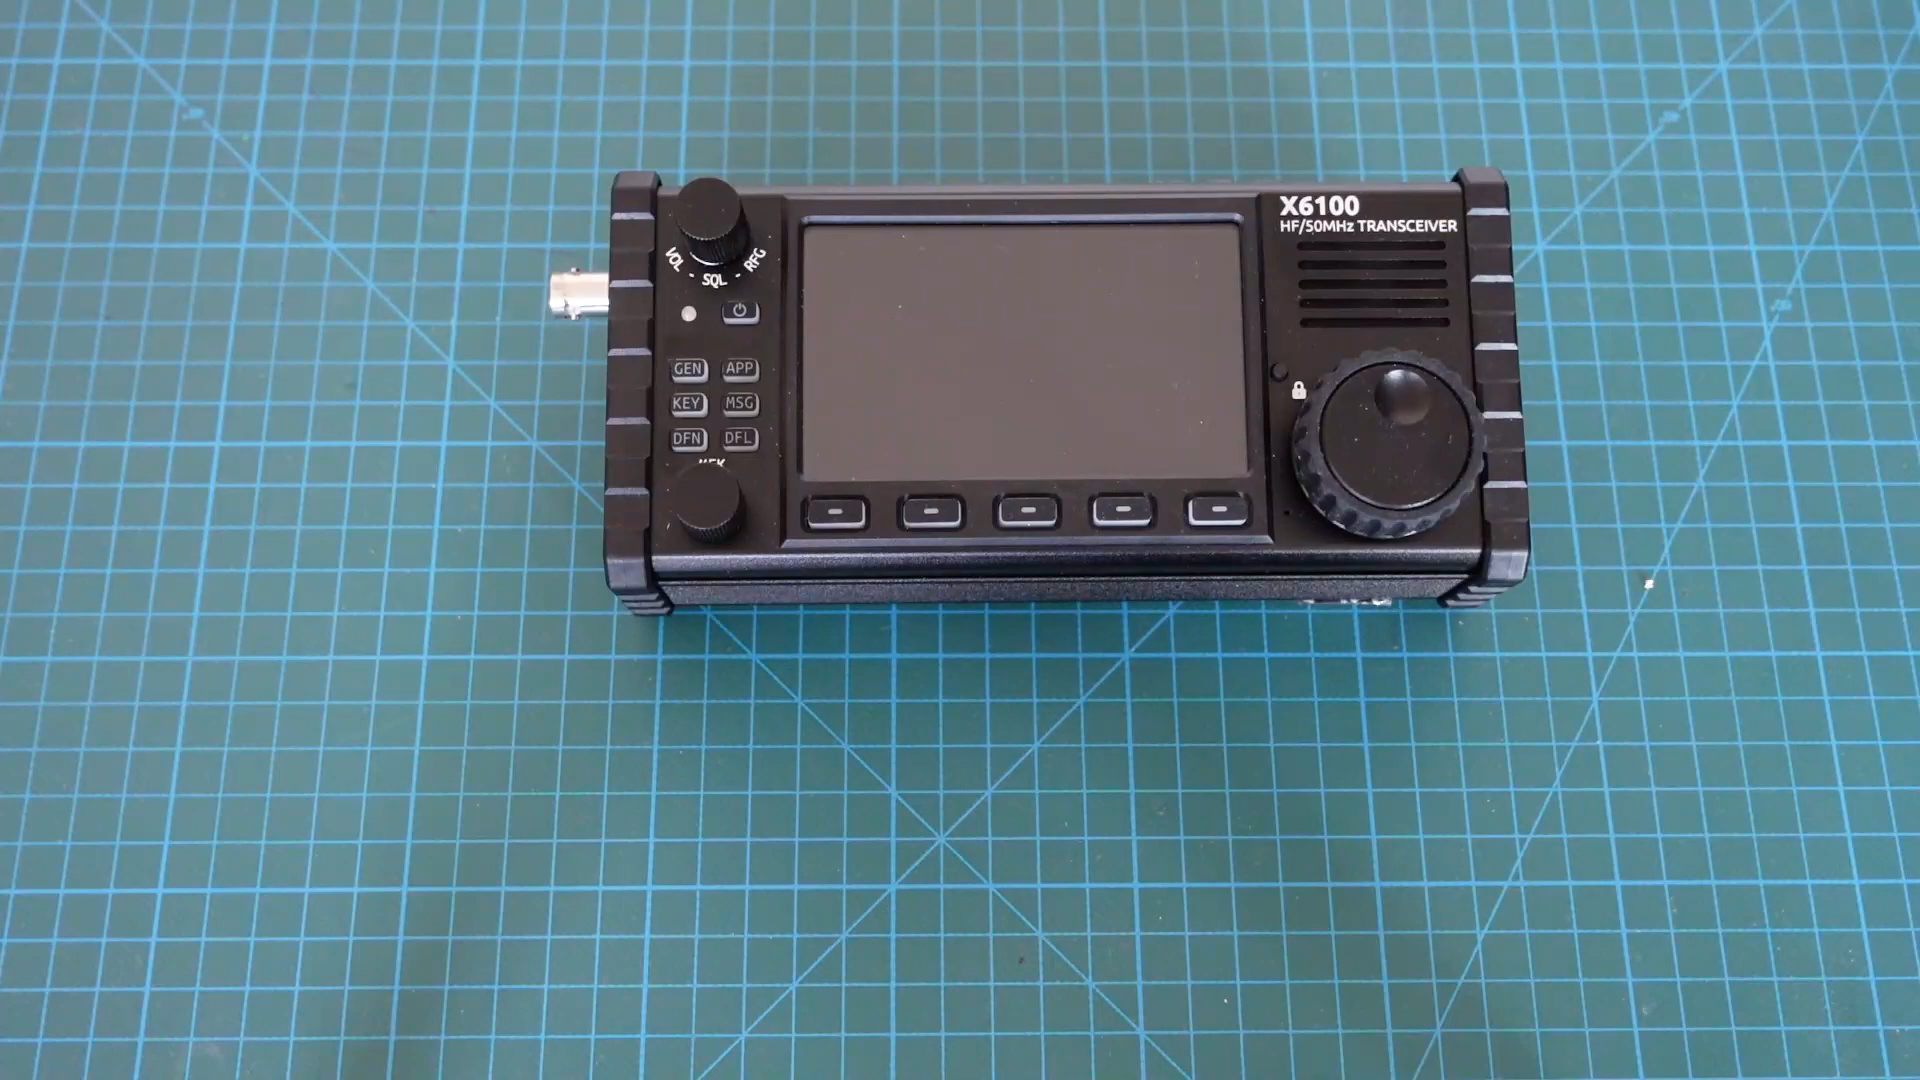 X6100
HF/50MHz TRANSCEIVER
VOL - SQL - RFG
GEN APP
KEY MSG
DFN DFL